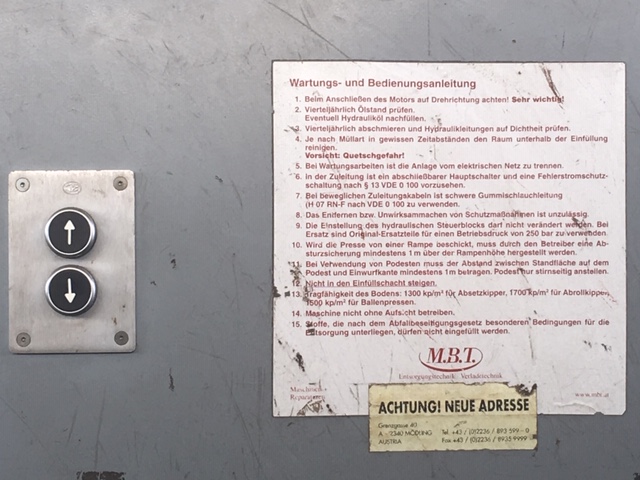 Wartungs- und Bedienungsanleitung
1. Beim Anschließen des Motors auf Drehrichtung achten! Sehr wichtig!
2. Vierteljährlich Ölstand prüfen.
Eventuell Hydrauliköl nachfüllen.
3. Vierteljährlich abschmieren und Hydraulikleitungen auf Dichtheit prüfen.
4. Je nach Müllart in gewissen Zeitabständen den Raum unterhalb der Einfüllung
reinigen.
Vorsicht: Quetschgefahr!
5. Bei Wartungsarbeiten ist die Anlage vom elektrischen Netz zu trennen.
6. In der Zuleitung ist ein abschließbarer Hauptschalter und eine Fehlerstromschutz-
schaltung nach § 13 VDE 0 100 vorzusehen.
7. Bei beweglichen Zuleitungskabeln ist schwere Gummischlauchleitung
(H 07 RN-F nach VDE 0 100 zu verwenden.
8. Das Entfernen bzw. Unwirksammachen von Schutzmaßnahmen ist unzulässig.
9. Die Einstellung des hydraulischen Steuerblocks darf nicht verändert werden. Bei
Ersatz sind Original-Ersatzteile für einen Betriebsdruck von 250 bar zu verwenden.
10. Wird die Presse von einer Rampe beschickt, muss durch den Betreiber eine Ab-
sturzsicherung mindestens 1m über der Rampenhöhe hergestellt werden.
11. Bei Verwendung von Podesten muss der Abstand zwischen Standfläche auf dem
Podest und Einwurfkante mindestens 1m betragen. Podest nur stirnseitig anstellen.
12. Nicht in den Einfüllschacht steigen.
13. Tragfähigkeit des Bodens: 1300 kp/m² für Absetzkipper, 1700 kp/m² für Abrollkipper,
1500 kp/m² für Ballenpressen.
14. Maschine nicht ohne Aufsicht betreiben.
15. Stoffe, die nach dem Abfallbeseitigungsgesetz besonderen Bedingungen für die
Entsorgung unterliegen, dürfen nicht eingefüllt werden.
M.B.T.
Entsorgungstechnik Verladetechnik
www.mbt.at
ACHTUNG! NEUE ADRESSE
Grenzgasse 40
A - 2340 MÖDLING Tel. +43 / (0)2236 / 893 599 - 0
AUSTRIA Fax +43 / (0)2236 / 8935 9999